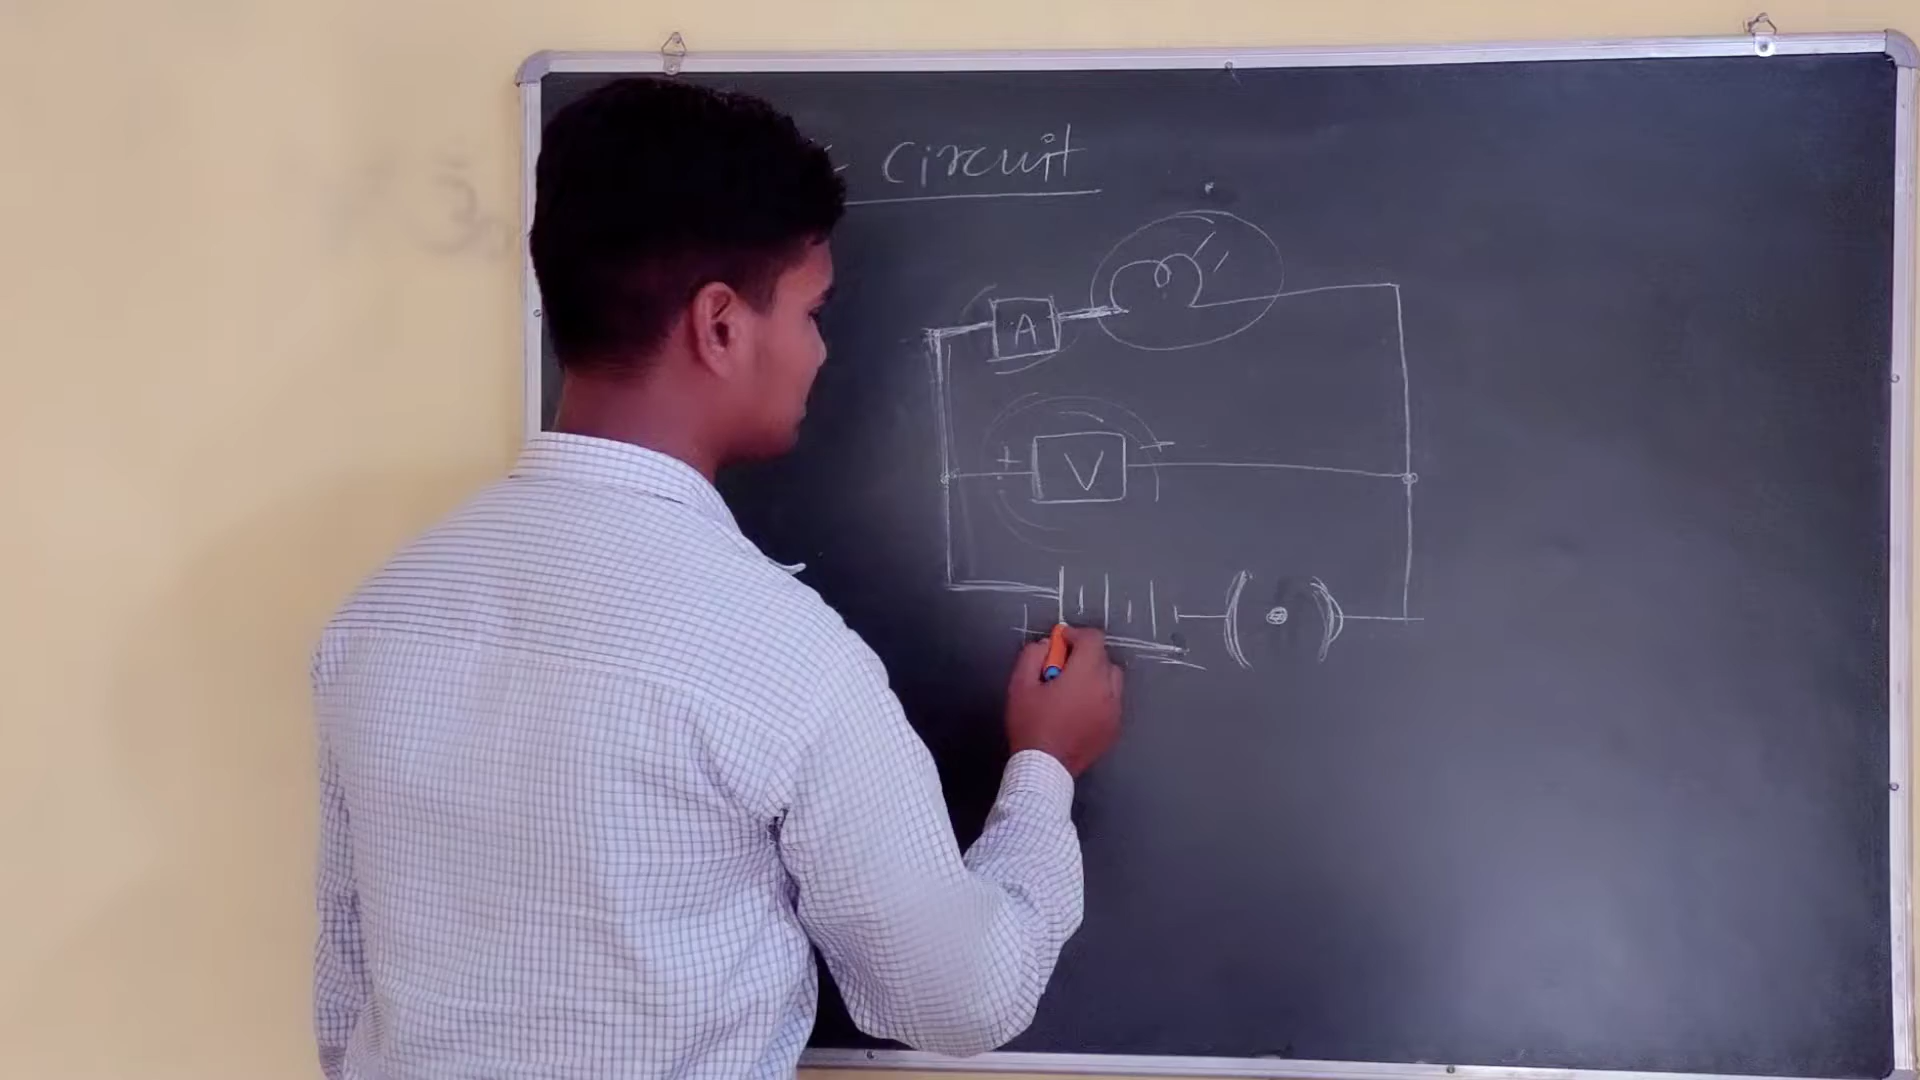 Circuit
A
+ V −